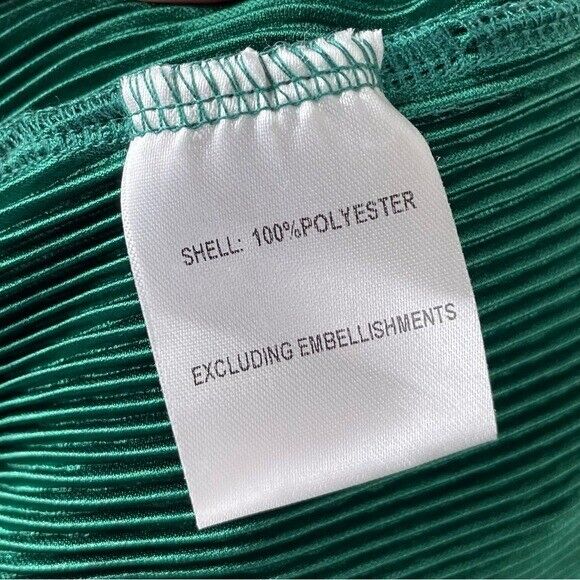 SHELL: 100%POLYESTER
EXCLUDING EMBELLISHMENTS